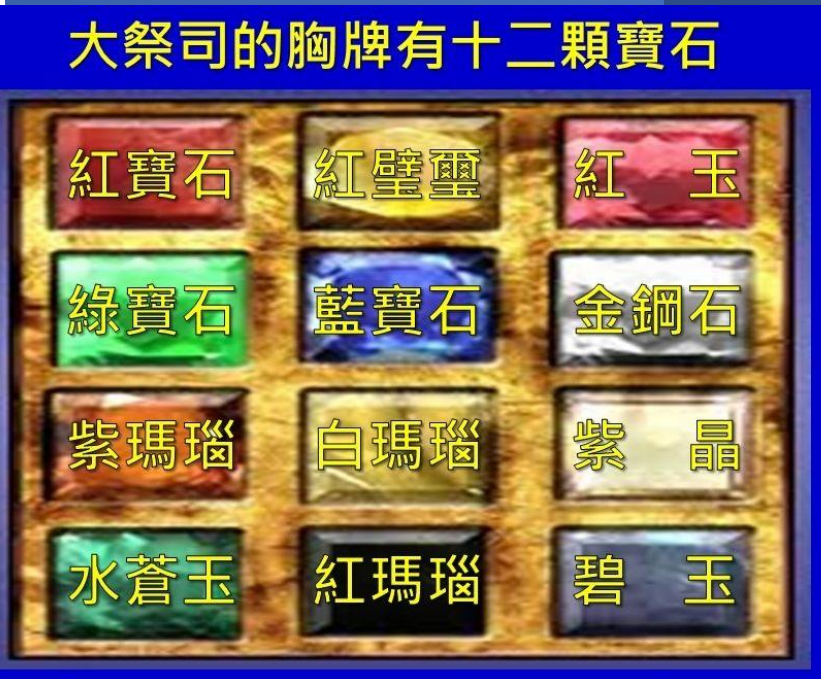 大祭司的胸牌有十二顆寶石
紅寶石 紅璧璽 紅 玉
綠寶石 藍寶石 金鋼石
紫瑪瑙 白瑪瑙 紫 晶
水蒼玉 紅瑪瑙 碧 玉